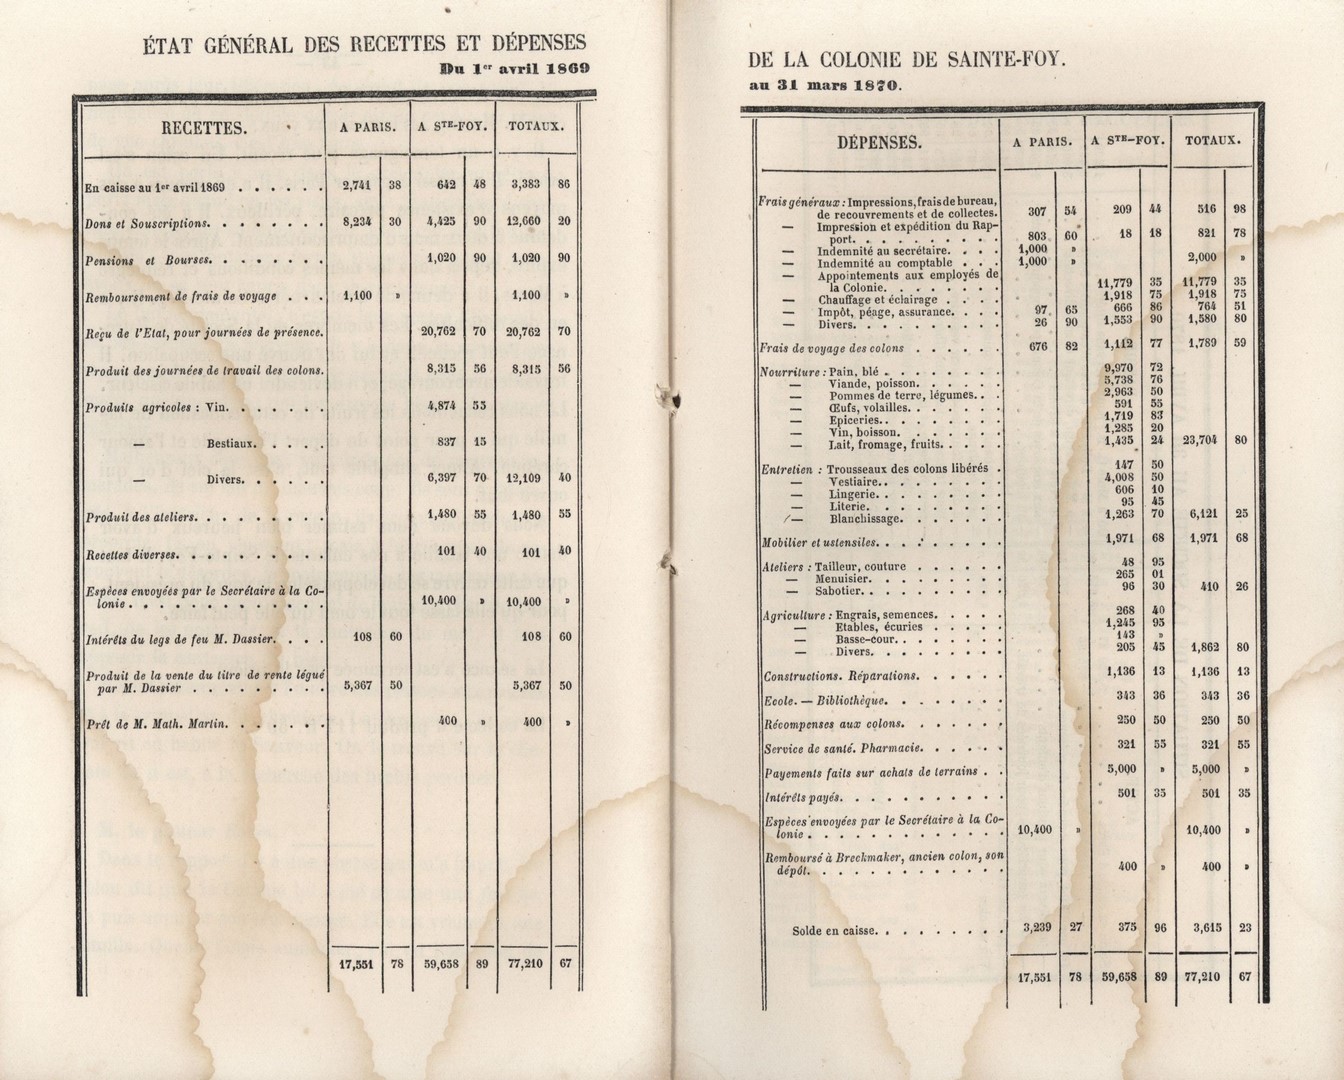 ÉTAT GÉNÉRAL DES RECETTES ET DÉPENSES
Du 1er avril 1869
RECETTES. A PARIS. A STE-FOY. TOTAUX.
En caisse au 1er avril 1869 . . . . . . 2,741 38 642 48 3,383 86
Dons et Souscriptions. . . . . . . . 8,234 30 4,425 90 12,660 20
Pensions et Bourses. . . . . . . . 1,020 90 1,020 90
Remboursement de frais de voyage . . . 1,100 » 1,100 »
Reçu de l'Etat, pour journées de présence. 20,762 70 20,762 70
Produit des journées de travail des colons. 8,315 56 8,315 56
Produits agricoles : Vin. . . . . . . 4,874 55
— Bestiaux. . . . . 837 15
— Divers. . . . . . 6,397 70 12,109 40
Produit des ateliers. . . . . . . . . 1,480 55 1,480 55
Recettes diverses. . . . . . . . . . 101 40 101 40
Espèces envoyées par le Secrétaire à la Co-
lonie . . . . . . . . . . . . . 10,400 » 10,400 »
Intérêts du legs de feu M. Dassier. . . . 108 60 108 60
Produit de la vente du titre de rente légué
par M. Dassier . . . . . . . . . 5,367 50 5,367 50
Prêt de M. Math. Martin. . . . . . . 400 » 400 »
17,551 78 59,658 89 77,210 67
DE LA COLONIE DE SAINTE-FOY.
au 31 mars 1870.
DÉPENSES. A PARIS. A STE-FOY. TOTAUX.
Frais généraux : Impressions, frais de bureau,
de recouvrements et de collectes. 307 54 209 44 516 98
— Impression et expédition du Rap-
port. . . . . . . . . . 803 60 18 18 821 78
— Indemnité au secrétaire. . . . 1,000 »
— Indemnité au comptable . . . 1,000 » 2,000 »
— Appointements aux employés de
la Colonie. . . . . . . . 11,779 35 11,779 35
— Chauffage et éclairage . . . . 1,918 75 1,918 75
— Impôt, péage, assurance. . . . 97 65 666 86 764 51
— Divers. . . . . . . . . . 26 90 1,553 90 1,580 80
Frais de voyage des colons . . . . . . 676 82 1,112 77 1,789 59
Nourriture : Pain, blé . . . . . . . . 9,970 72
— Viande, poisson. . . . . . 5,738 76
— Pommes de terre, légumes. . . 2,963 50
— Œufs, volailles. . . . . . . 591 55
— Epiceries. . . . . . . . . 1,719 83
— Vin, boisson. . . . . . . . 1,285 20
— Lait, fromage, fruits. . . . . 1,435 24 23,704 80
Entretien : Trousseaux des colons libérés . 147 50
— Vestiaire. . . . . . . . . 4,008 50
— Lingerie. . . . . . . . . 606 10
— Literie. . . . . . . . . . 95 45
— Blanchissage. . . . . . . 1,263 70 6,121 25
Mobilier et ustensiles. . . . . . . . . 1,971 68 1,971 68
Ateliers : Tailleur, couture . . . . . . 48 95
— Menuisier. . . . . . . . . 265 01
— Sabotier. . . . . . . . . . 96 30 410 26
Agriculture : Engrais, semences. . . . . 268 40
— Etables, écuries . . . . . 1,245 95
— Basse-cour. . . . . . . . 143 »
— Divers. . . . . . . . . 205 45 1,862 80
Constructions. Réparations. . . . . . . 1,136 13 1,136 13
Ecole. — Bibliothèque. . . . . . . . 343 36 343 36
Récompenses aux colons. . . . . . . 250 50 250 50
Service de santé. Pharmacie. . . . . . 321 55 321 55
Payements faits sur achats de terrains . . 5,000 » 5,000 »
Intérêts payés. . . . . . . . . . . 501 35 501 35
Espèces envoyées par le Secrétaire à la Co-
lonie . . . . . . . . . . . . . 10,400 » 10,400 »
Remboursé à Breckmaker, ancien colon, son
dépôt. . . . . . . . . . . . . 400 » 400 »
Solde en caisse. . . . . . . . . 3,239 27 375 96 3,615 23
17,551 78 59,658 89 77,210 67